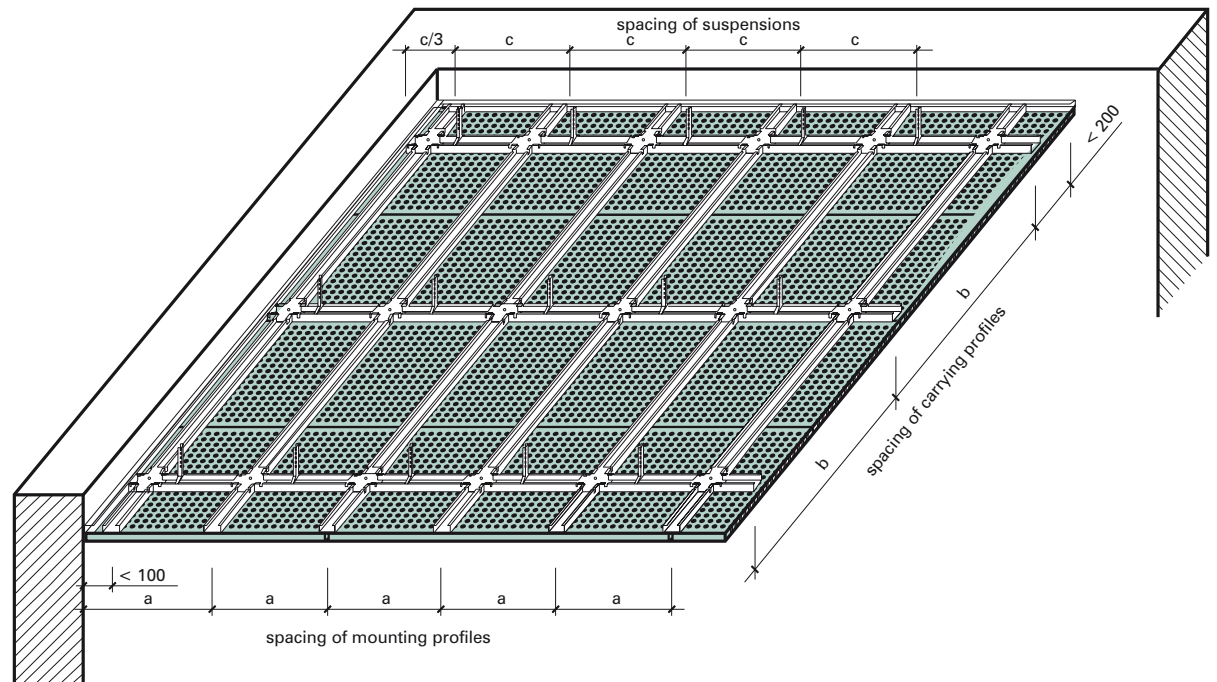 spacing of suspensions
c/3 c c c c
< 200
b
spacing of carrying profiles
b
< 100
a a a a a
spacing of mounting profiles